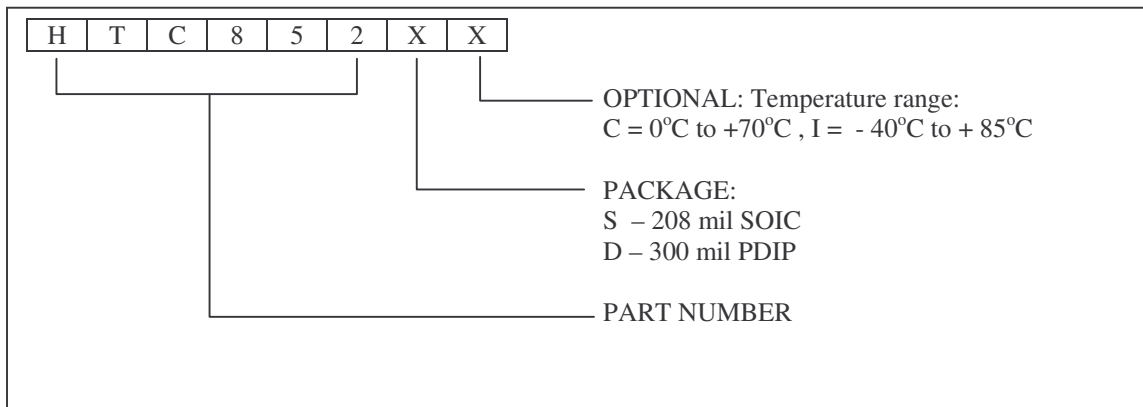 H T C 8 5 2 X X
OPTIONAL: Temperature range:
C = 0°C to +70°C , I = - 40°C to + 85°C
PACKAGE:
S – 208 mil SOIC
D – 300 mil PDIP
PART NUMBER